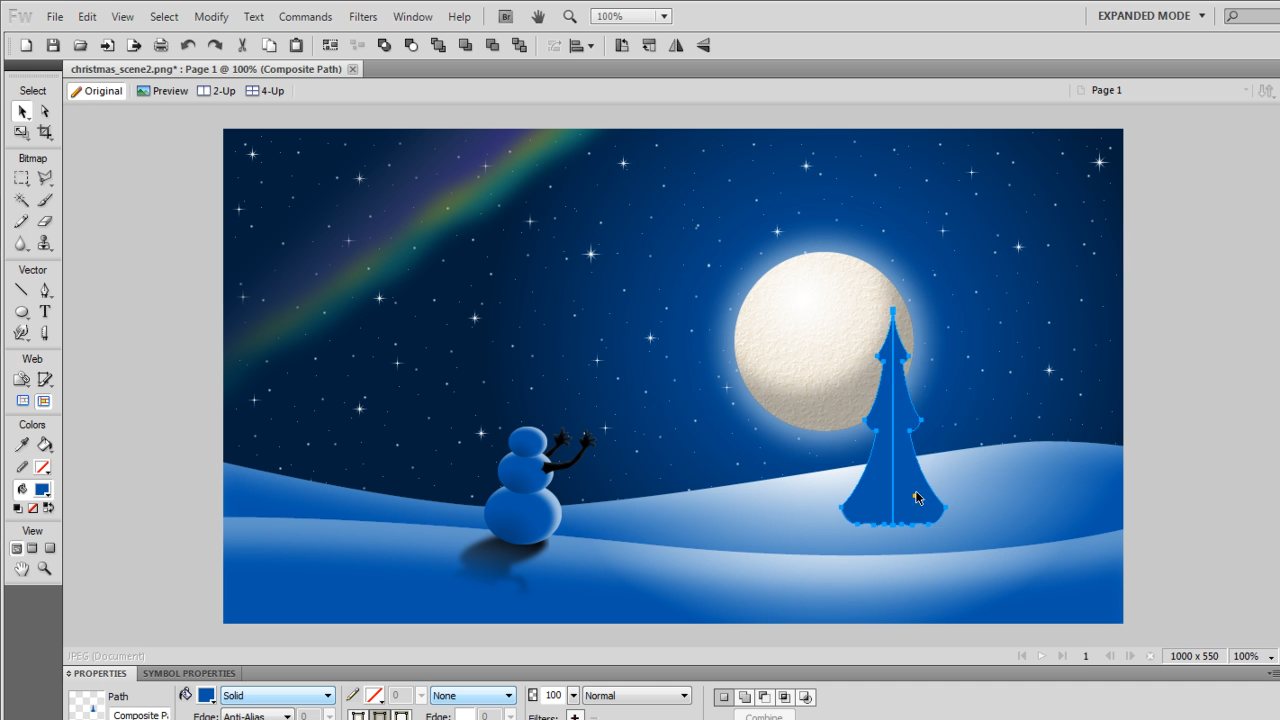 Fw File Edit View Select Modify Text Commands Filters Window Help Br 100% EXPANDED MODE
christmas_scene2.png* : Page 1 @ 100% (Composite Path)
Original Preview 2-Up 4-Up Page 1
Select
Bitmap
Vector
T
Web
Colors
View
JPEG (Document) 1 1000 x 550 100%
PROPERTIES SYMBOL PROPERTIES
Path Solid 0 None 100 Normal
Composite P. Edge: Anti-Alias 0 Edge: 0 Filters: Combine